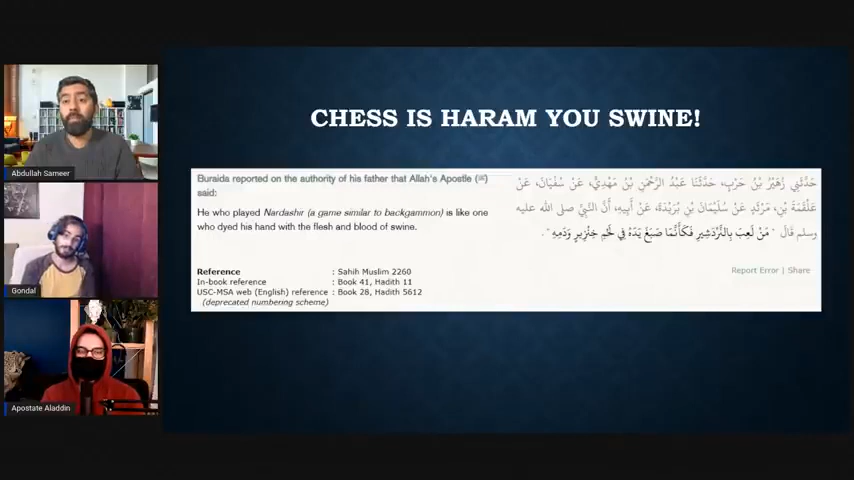 CHESS IS HARAM YOU SWINE!
Buraida reported on the authority of his father that Allah's Apostle (ﷺ)
said:
He who played Nardashir (a game similar to backgammon) is like one
who dyed his hand with the flesh and blood of swine.
حَدَّثَنِي زُهَيْرُ بْنُ حَرْبٍ، حَدَّثَنَا عَبْدُ الرَّحْمَنِ بْنُ مَهْدِيٍّ، عَنْ سُفْيَانَ، عَنْ
عَلْقَمَةَ بْنِ، مَرْثَدٍ عَنْ سُلَيْمَانَ بْنِ بُرَيْدَةَ، عَنْ أَبِيهِ، أَنَّ النَّبِيَّ صلى الله عليه
وسلم قَالَ ‏"‏ مَنْ لَعِبَ بِالنَّرْدَشِيرِ فَكَأَنَّمَا صَبَغَ يَدَهُ فِي لَحْمِ خِنْزِيرٍ وَدَمِهِ ‏"‏ ‏.‏
Reference : Sahih Muslim 2260
In-book reference : Book 41, Hadith 11
USC-MSA web (English) reference : Book 28, Hadith 5612
(deprecated numbering scheme)
Report Error | Share
Abdullah Sameer
Gondal
Apostate Aladdin